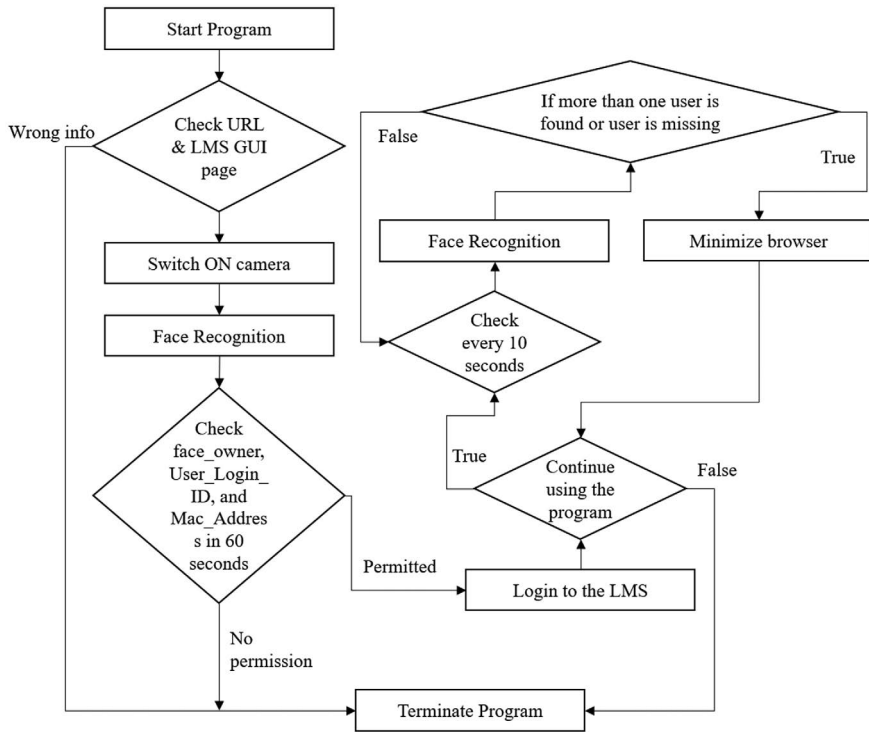 Start Program
Wrong info
Check URL
& LMS GUI
page
Switch ON camera
Face Recognition
Check
face_owner,
User_Login_
ID, and
Mac_Addres
s in 60
seconds
Permitted
No
permission
If more than one user is
found or user is missing
False
True
Face Recognition
Minimize browser
Check
every 10
seconds
True
Continue
using the
program
False
Login to the LMS
Terminate Program